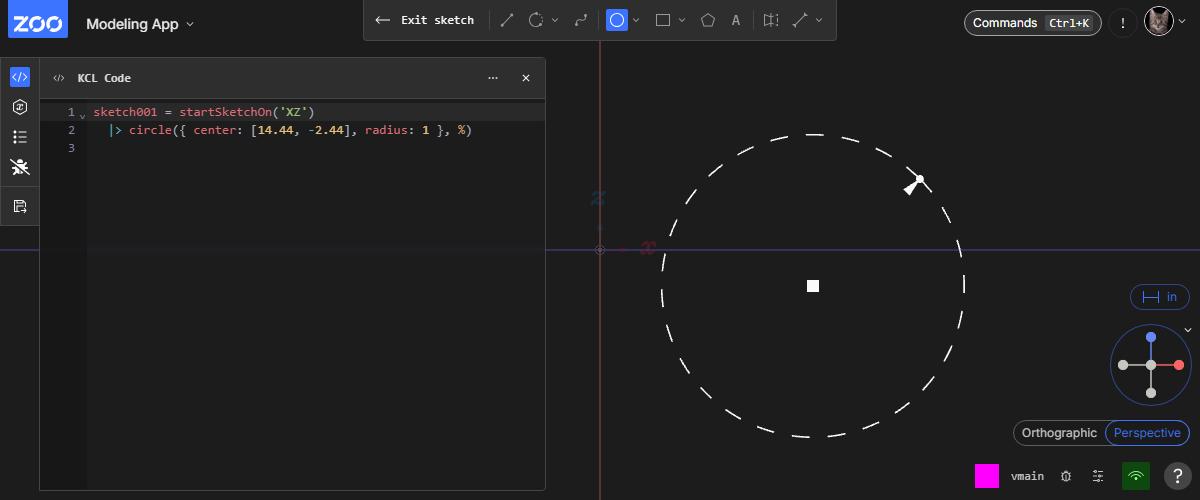 ZOO Modeling App
Exit sketch
A
Commands Ctrl+K
!
KCL Code
1 sketch001 = startSketchOn('XZ')
2 |> circle({ center: [14.44, -2.44], radius: 1 }, %)
3
z
x
in
Orthographic Perspective
vmain
?